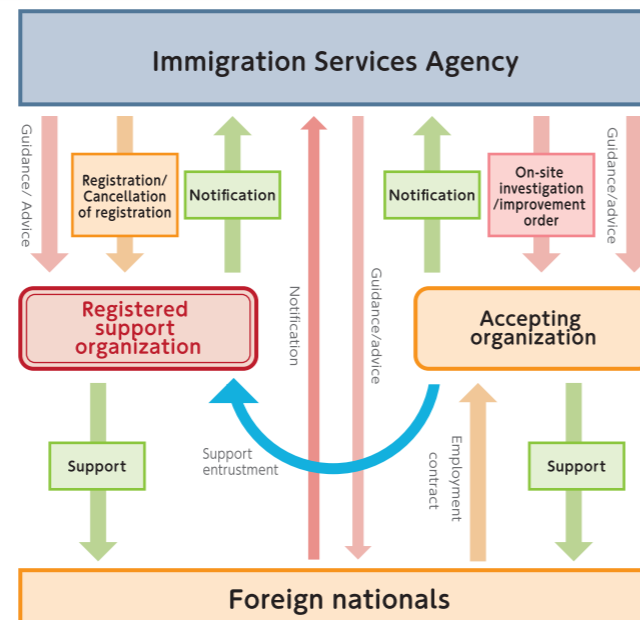 Immigration Services Agency
Guidance/ Advice
Registration/
Cancellation
of registration
Notification
Notification
Guidance/advice
Notification
On-site
investigation
/improvement
order
Guidance/advice
Registered
support
organization
Accepting
organization
Support
Support
entrustment
Employment
contract
Support
Foreign nationals